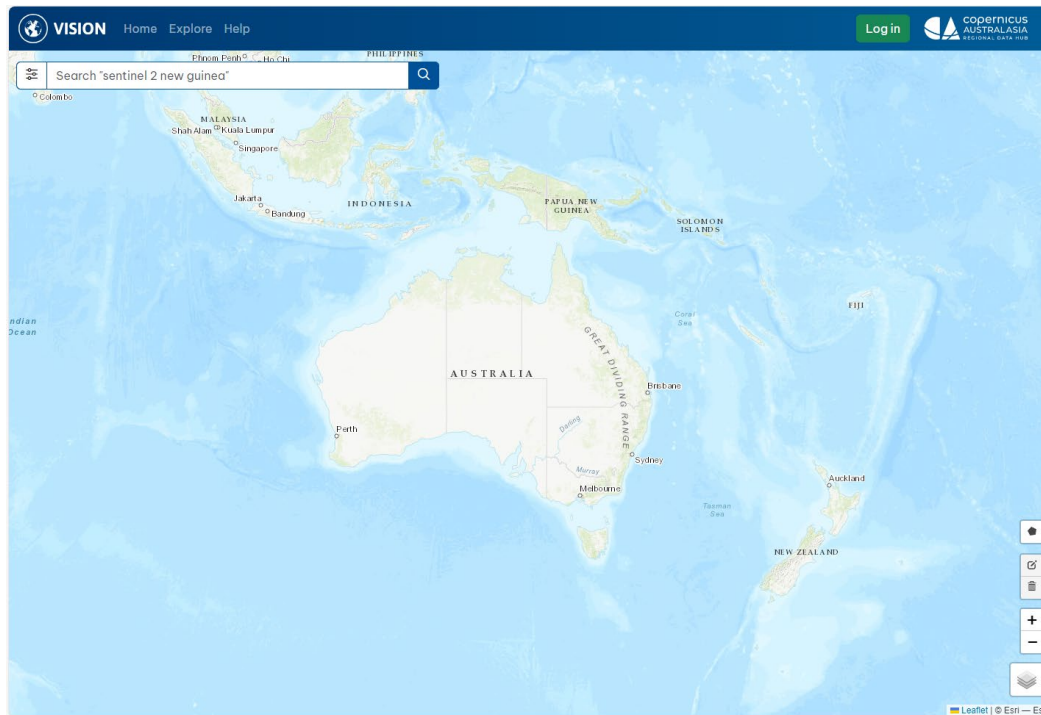 VISION Home Explore Help
Log in
copernicus
AUSTRALASIA
REGIONAL DATA HUB
Phnom Penh
Ho Chi
PHILIPPINES
Search "sentinel 2 new guinea"
Colombo
MALAYSIA
Shah Alam Kuala Lumpur
Singapore
Jakarta
Bandung
INDONESIA
PAPUA NEW
GUINEA
SOLOMON
ISLANDS
ndian
Ocean
Coral
Sea
FIJI
GREAT DIVIDING RANGE
AUSTRALIA
Brisbane
Darling
Perth
Sydney
Murray
Melbourne
Auckland
Tasman
Sea
NEW ZEALAND
+
−
Leaflet | © Esri — Es